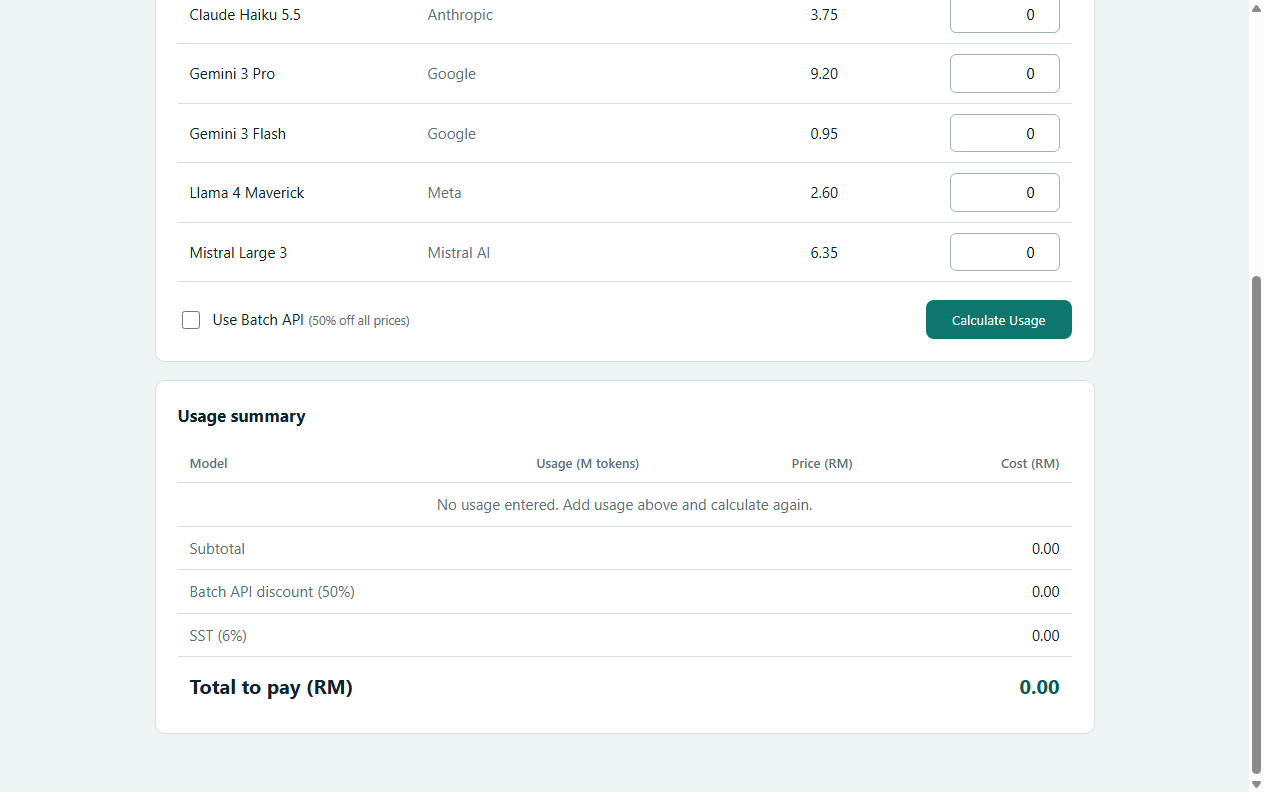 Claude Haiku 5.5 Anthropic 3.75 0
Gemini 3 Pro Google 9.20 0
Gemini 3 Flash Google 0.95 0
Llama 4 Maverick Meta 2.60 0
Mistral Large 3 Mistral AI 6.35 0
Use Batch API (50% off all prices) Calculate Usage
Usage summary
Model Usage (M tokens) Price (RM) Cost (RM)
No usage entered. Add usage above and calculate again.
Subtotal 0.00
Batch API discount (50%) 0.00
SST (6%) 0.00
Total to pay (RM) 0.00